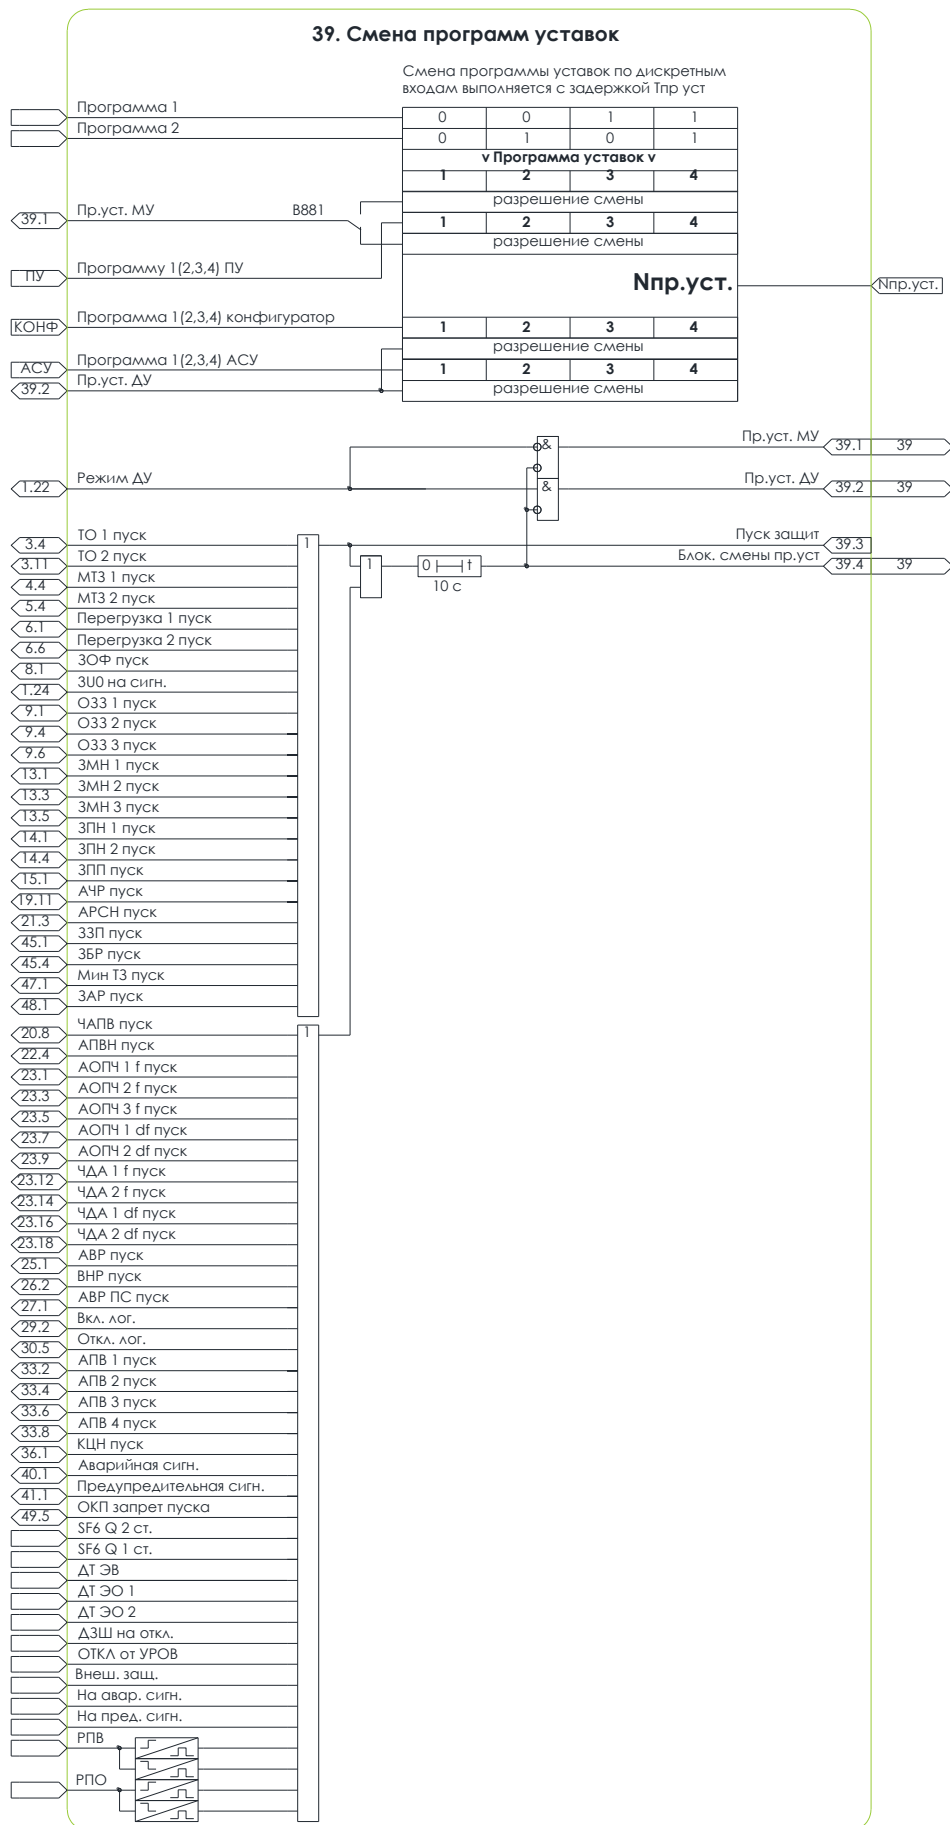 39. Смена программ уставок
Смена программы уставок по дискретным
входам выполняется с задержкой Тпр уст
Программа 1
0 0 1 1
Программа 2
0 1 0 1
v Программа уставок v
1 2 3 4
разрешение смены
39.1 Пр.уст. МУ В881
1 2 3 4
разрешение смены
ПУ Программу 1(2,3,4) ПУ
Nпр.уст.
Nпр.уст.
КОНФ Программа 1(2,3,4) конфигуратор
1 2 3 4
разрешение смены
АСУ Программа 1(2,3,4) АСУ
1 2 3 4
39.2 Пр.уст. ДУ
разрешение смены
& Пр.уст. МУ 39.1 39
1.22 Режим ДУ & Пр.уст. ДУ 39.2 39
3.4 ТО 1 пуск 1 Пуск защит 39.3
3.11 ТО 2 пуск 1 0 t Блок. смены пр.уст 39.4 39
10 с
4.4 МТЗ 1 пуск
5.4 МТЗ 2 пуск
6.1 Перегрузка 1 пуск
6.6 Перегрузка 2 пуск
8.1 ЗОФ пуск
1.24 3U0 на сигн.
9.1 ОЗЗ 1 пуск
9.4 ОЗЗ 2 пуск
9.6 ОЗЗ 3 пуск
13.1 ЗМН 1 пуск
13.3 ЗМН 2 пуск
13.5 ЗМН 3 пуск
14.1 ЗПН 1 пуск
14.4 ЗПН 2 пуск
15.1 ЗПП пуск
19.11 АЧР пуск
21.3 АРСН пуск
45.1 ЗЗП пуск
45.4 ЗБР пуск
47.1 Мин ТЗ пуск
48.1 ЗАР пуск
20.8 ЧАПВ пуск 1
22.4 АПВН пуск
23.1 АОПЧ 1 f пуск
23.3 АОПЧ 2 f пуск
23.5 АОПЧ 3 f пуск
23.7 АОПЧ 1 df пуск
23.9 АОПЧ 2 df пуск
23.12 ЧДА 1 f пуск
23.14 ЧДА 2 f пуск
23.16 ЧДА 1 df пуск
23.18 ЧДА 2 df пуск
25.1 АВР пуск
26.2 ВНР пуск
27.1 АВР ПС пуск
29.2 Вкл. лог.
30.5 Откл. лог.
33.2 АПВ 1 пуск
33.4 АПВ 2 пуск
33.6 АПВ 3 пуск
33.8 АПВ 4 пуск
36.1 КЦН пуск
40.1 Аварийная сигн.
41.1 Предупредительная сигн.
49.5 ОКП запрет пуска
SF6 Q 2 ст.
SF6 Q 1 ст.
ДТ ЭВ
ДТ ЭО 1
ДТ ЭО 2
ДЗШ на откл.
ОТКЛ от УРОВ
Внеш. защ.
На авар. сигн.
На пред. сигн.
РПВ
РПО